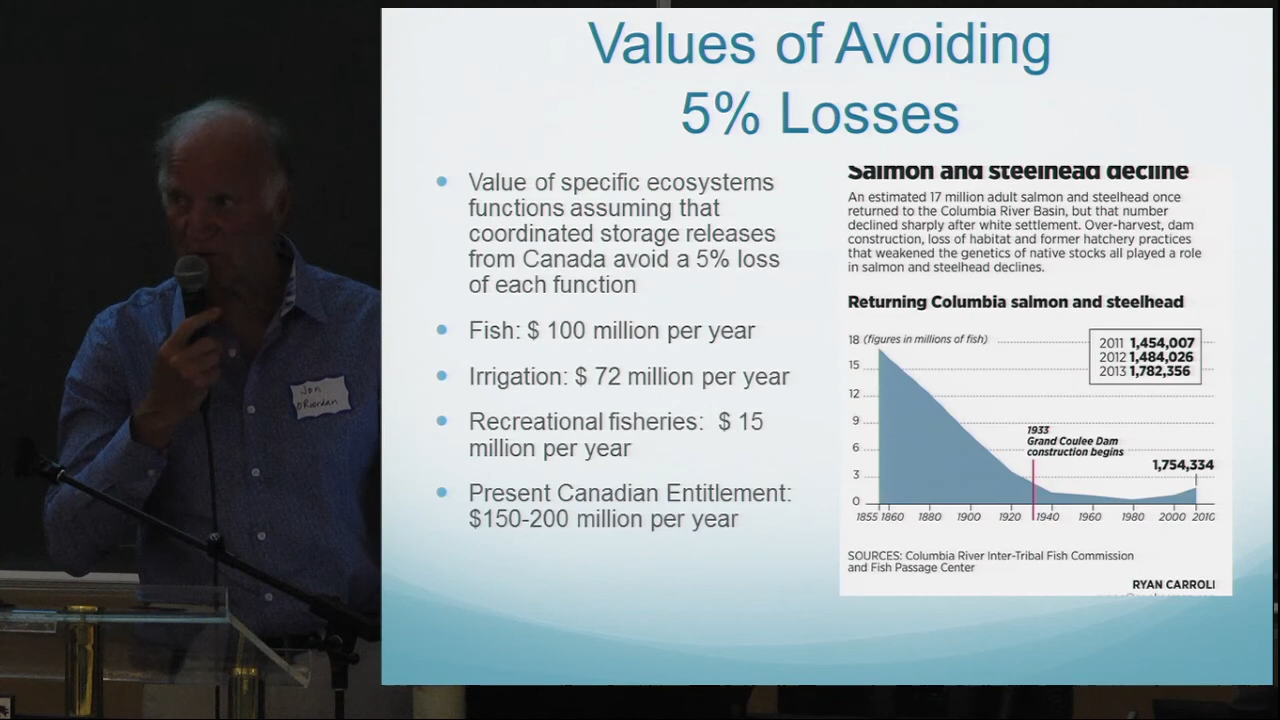 Values of Avoiding
5% Losses
Value of specific ecosystems
functions assuming that
coordinated storage releases
from Canada avoid a 5% loss
of each function
Fish: $ 100 million per year
Irrigation: $ 72 million per year
Recreational fisheries:  $ 15
million per year
Present Canadian Entitlement:
$150-200 million per year
Salmon and steelhead decline
An estimated 17 million adult salmon and steelhead once
returned to the Columbia River Basin, but that number
declined sharply after white settlement. Over-harvest, dam
construction, loss of habitat and former hatchery practices
that weakened the genetics of native stocks all played a role
in salmon and steelhead declines.
Returning Columbia salmon and steelhead
18 (figures in millions of fish)
15
12
9
6
3
0
2011 1,454,007
2012 1,484,026
2013 1,782,356
1933
Grand Coulee Dam
construction begins
1,754,334
1855 1860 1880 1900 1920 1940 1960 1980 2000 2010
SOURCES: Columbia River Inter-Tribal Fish Commission
and Fish Passage Center
RYAN CARROLL
Jon
O'Riordan